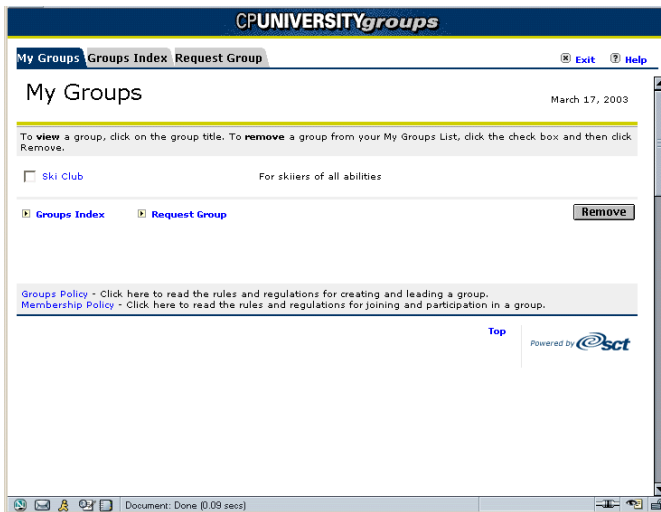 CPUNIVERSITYgroups
My Groups Groups Index Request Group Exit Help
My Groups March 17, 2003
To view a group, click on the group title. To remove a group from your My Groups List, click the check box and then click
Remove.
Ski Club For skiiers of all abilities
Groups Index Request Group Remove
Groups Policy - Click here to read the rules and regulations for creating and leading a group.
Membership Policy - Click here to read the rules and regulations for joining and participation in a group.
Top
Powered by sct
Document: Done (0.09 secs)